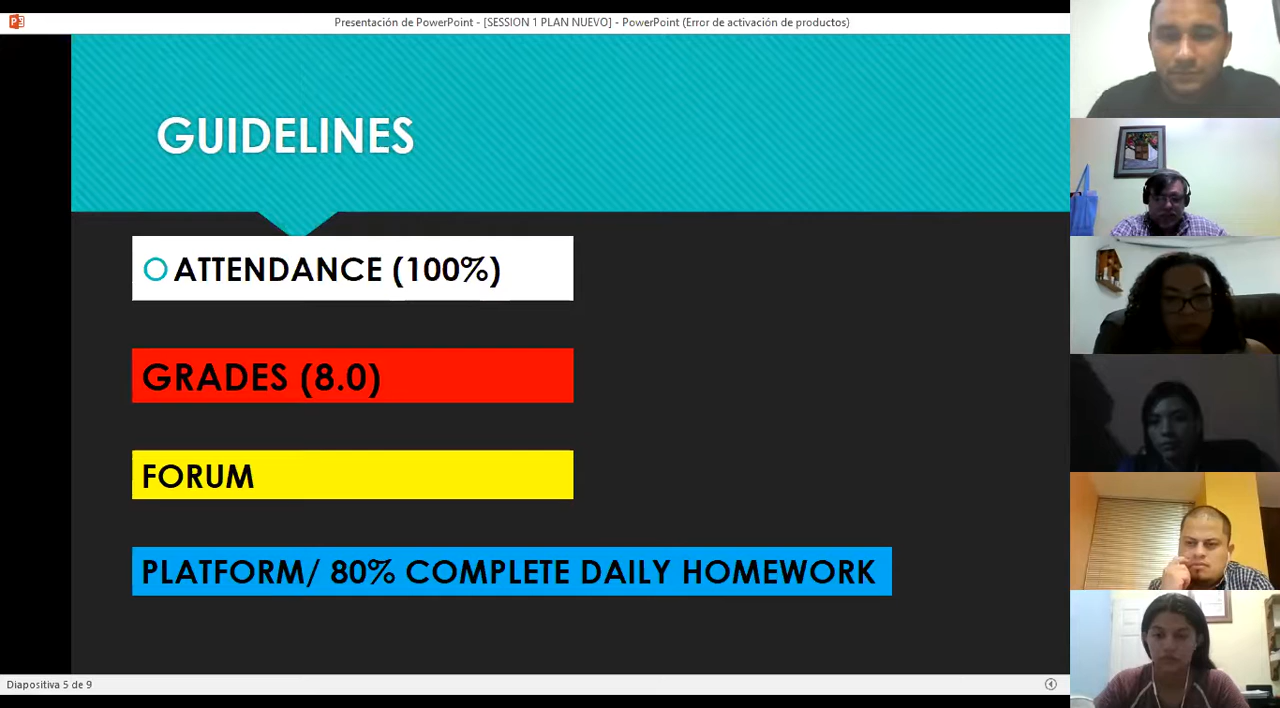 Presentación de PowerPoint - [SESSION 1 PLAN NUEVO] - PowerPoint (Error de activación de productos)
GUIDELINES
ATTENDANCE (100%)
GRADES (8.0)
FORUM
PLATFORM/ 80% COMPLETE DAILY HOMEWORK
Diapositiva 5 de 9